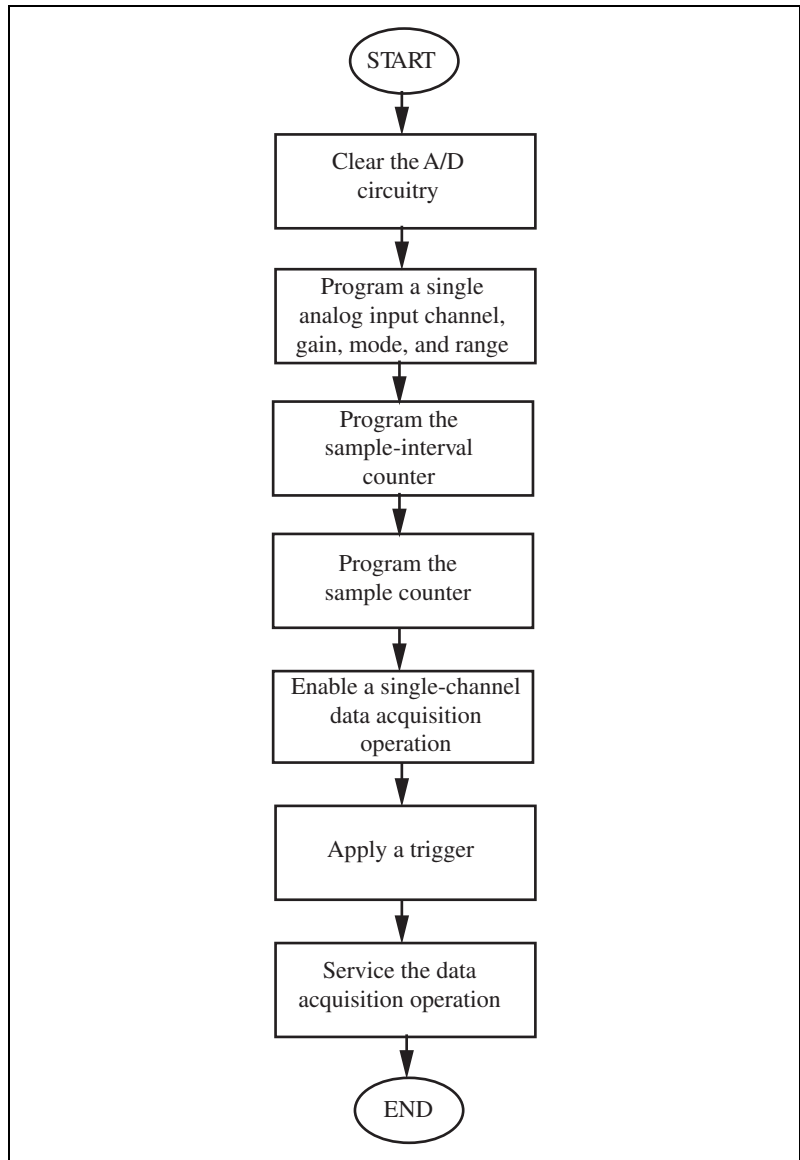 START
Clear the A/D
circuitry
Program a single
analog input channel,
gain, mode, and range
Program the
sample-interval
counter
Program the
sample counter
Enable a single-channel
data acquisition
operation
Apply a trigger
Service the data
acquisition operation
END